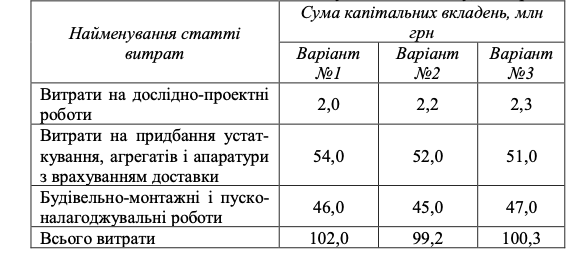 Найменування статті витрат
Сума капітальних вкладень, млн грн
Варіант №1
Варіант №2
Варіант №3
Витрати на дослідно-проектні роботи
2,0
2,2
2,3
Витрати на придбання устат-
кування, агрегатів і апаратури
з врахуванням доставки
54,0
52,0
51,0
Будівельно-монтажні і пуско-
налагоджувальні роботи
46,0
45,0
47,0
Всього витрати
102,0
99,2
100,3